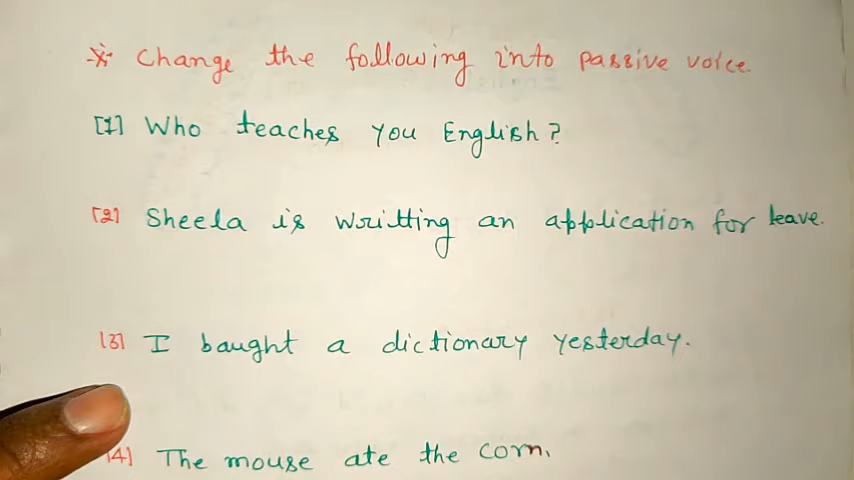 * Change the following into passive voice.
[1] Who teaches you English?
[2] Sheela is writting an application for leave.
[3] I baught a dictionary yesterday.
[4] The mouse ate the corn.